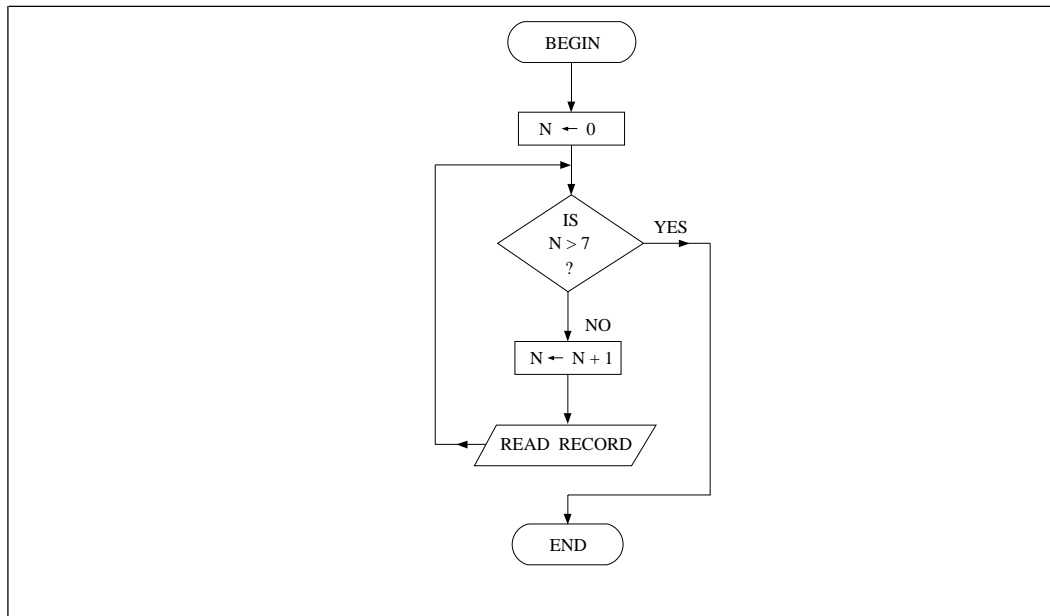 BEGIN
N ← 0
IS
N > 7
?
YES
NO
N ← N + 1
READ RECORD
END